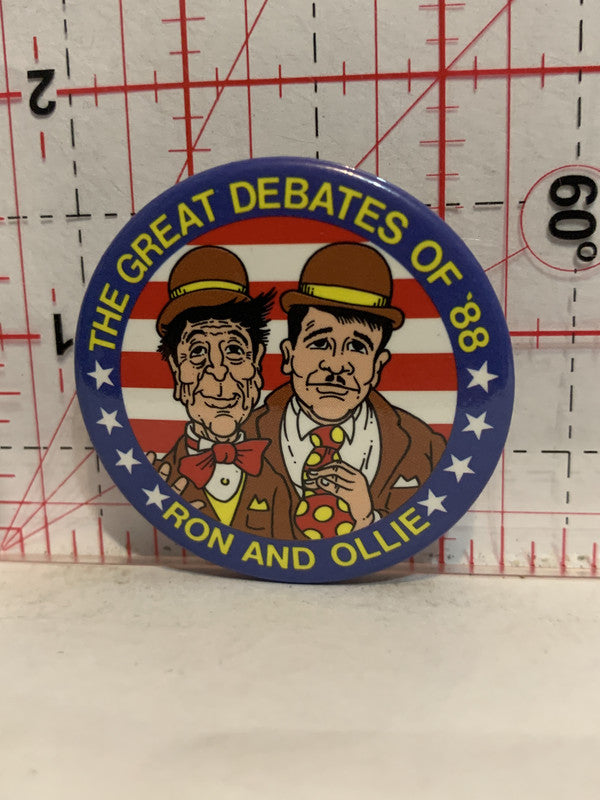 THE GREAT DEBATES OF '88
RON AND OLLIE
2
1
60°